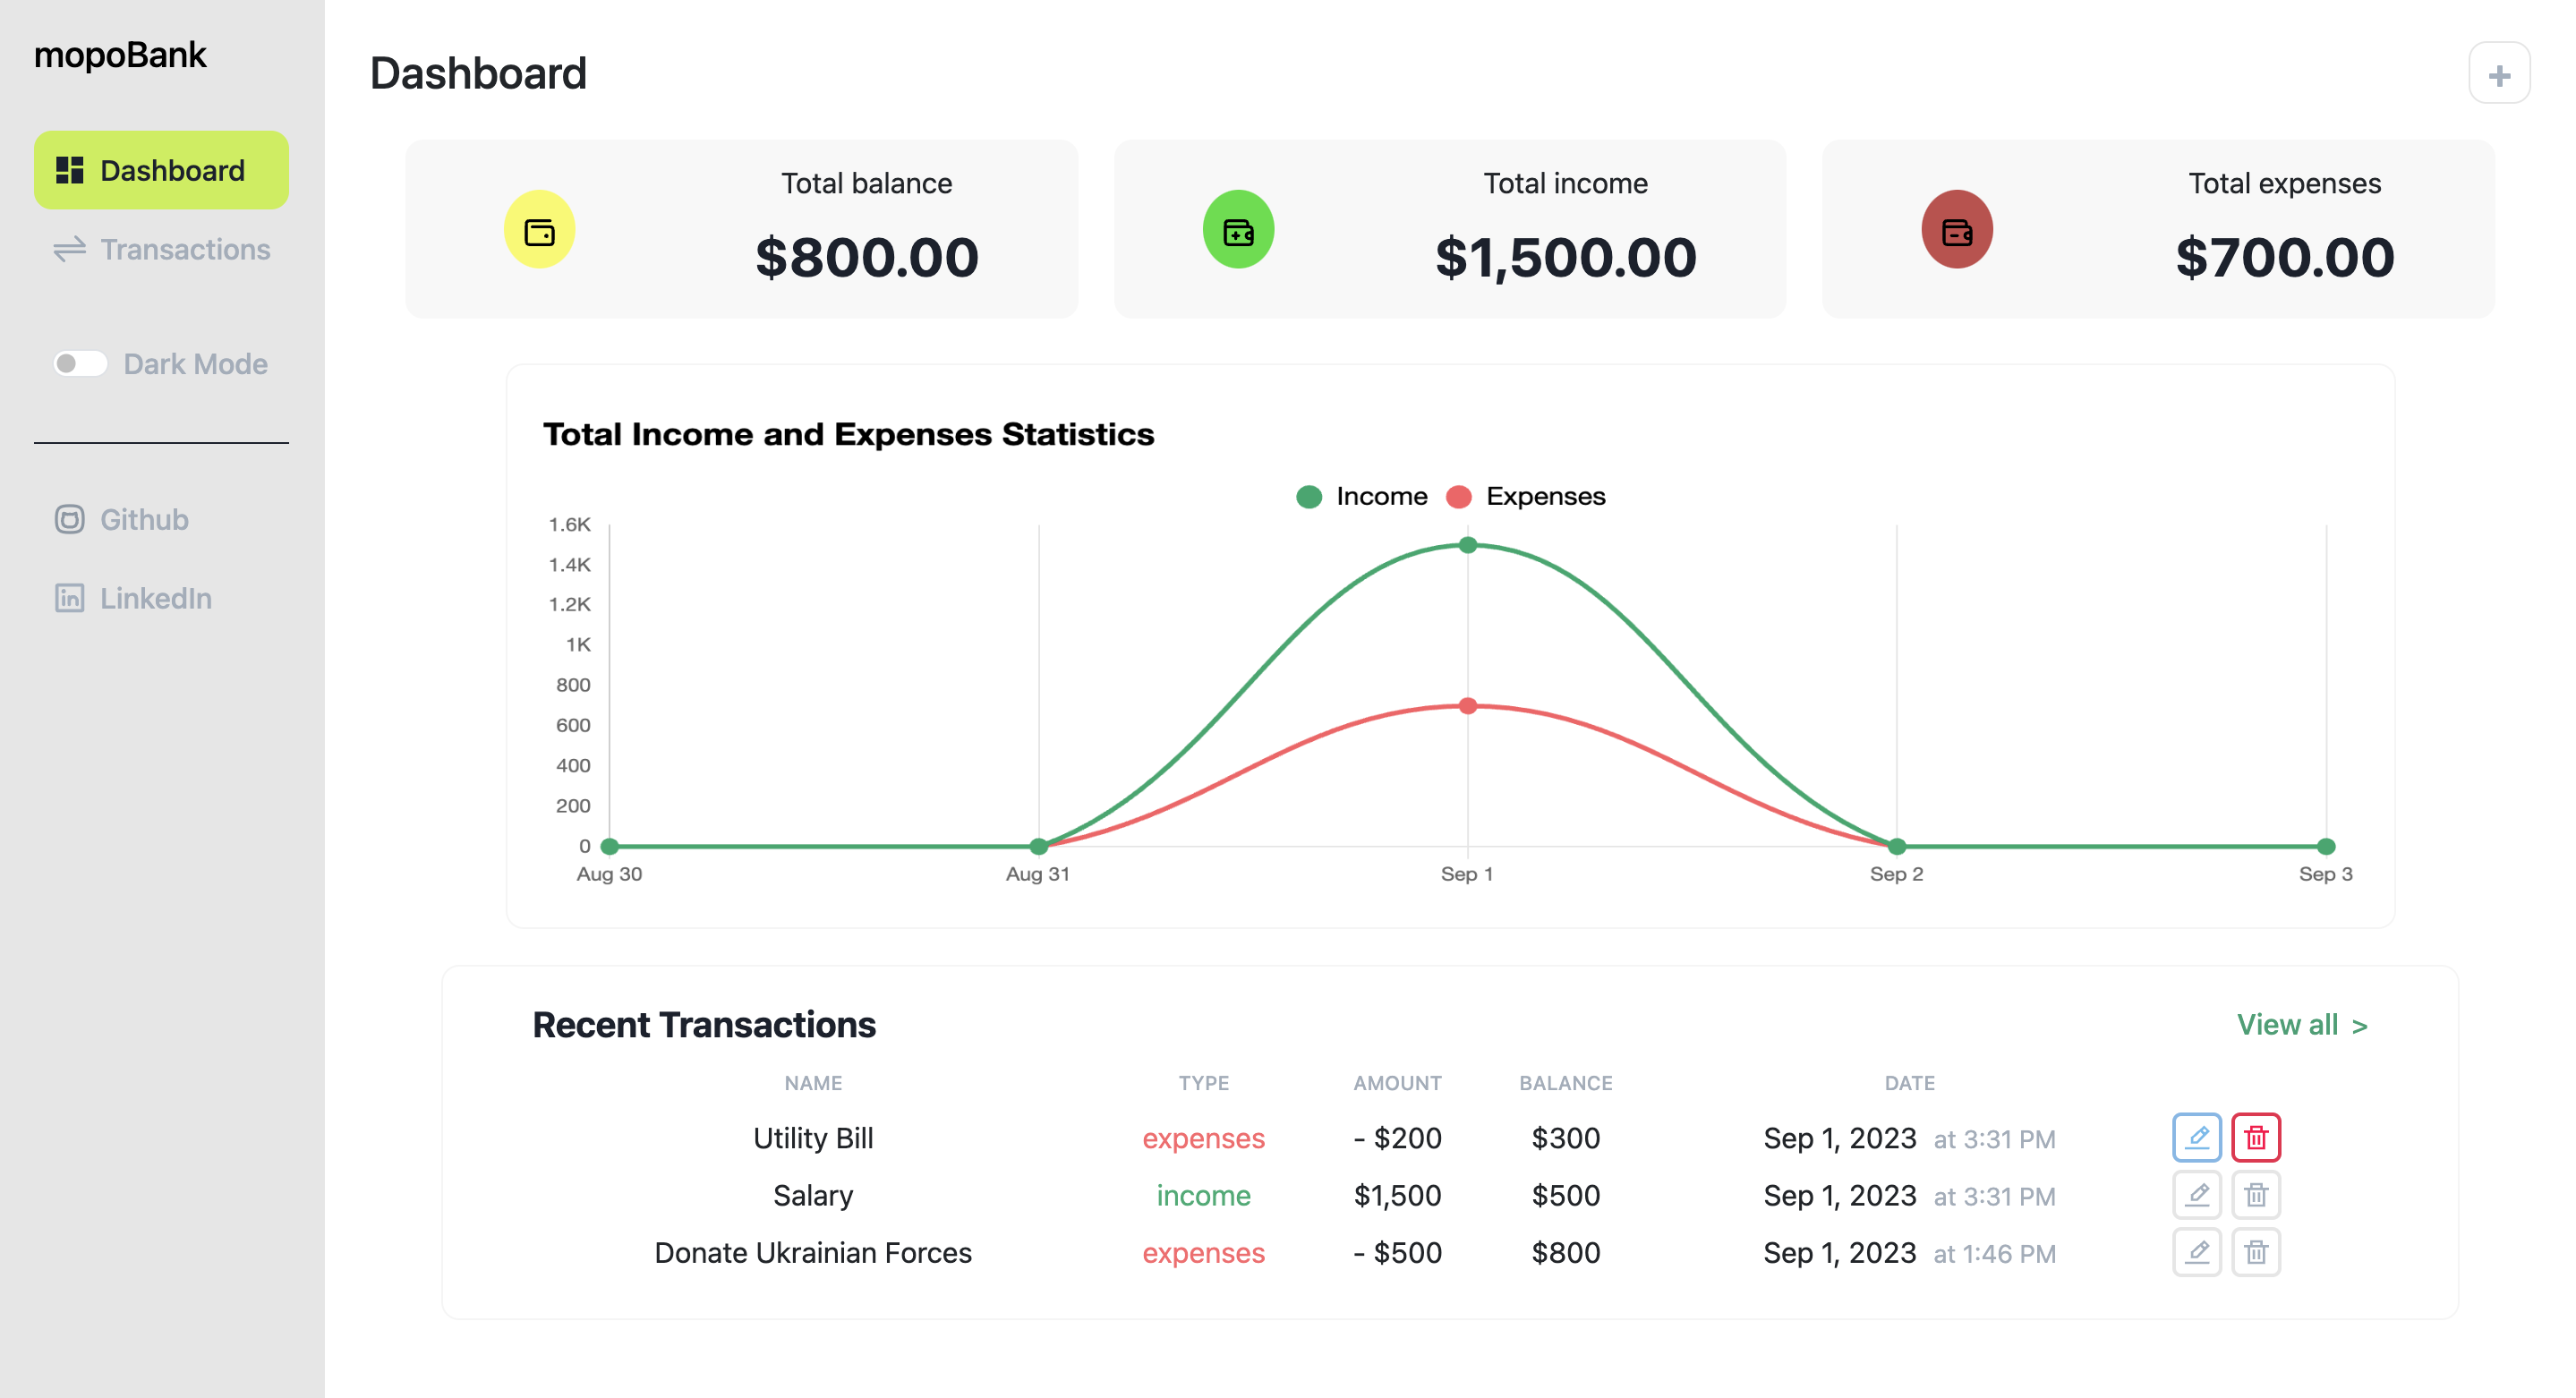 mopoBank
Dashboard
Transactions
Dark Mode
Github
LinkedIn
Dashboard
Total balance
$800.00
Total income
$1,500.00
Total expenses
$700.00
Total Income and Expenses Statistics
Income Expenses
1.6K
1.4K
1.2K
1K
800
600
400
200
0
Aug 30 Aug 31 Sep 1 Sep 2 Sep 3
Recent Transactions View all >
NAME TYPE AMOUNT BALANCE DATE
Utility Bill expenses - $200 $300 Sep 1, 2023 at 3:31 PM
Salary income $1,500 $500 Sep 1, 2023 at 3:31 PM
Donate Ukrainian Forces expenses - $500 $800 Sep 1, 2023 at 1:46 PM